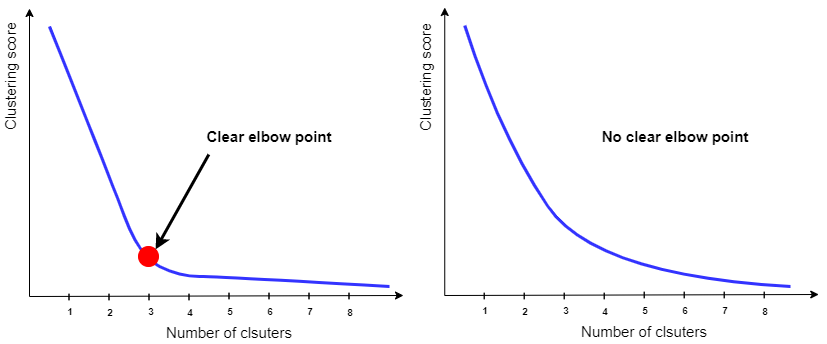 Clustering score
Clear elbow point
1 2 3 4 5 6 7 8
Number of clsuters
Clustering score
No clear elbow point
1 2 3 4 5 6 7 8
Number of clsuters